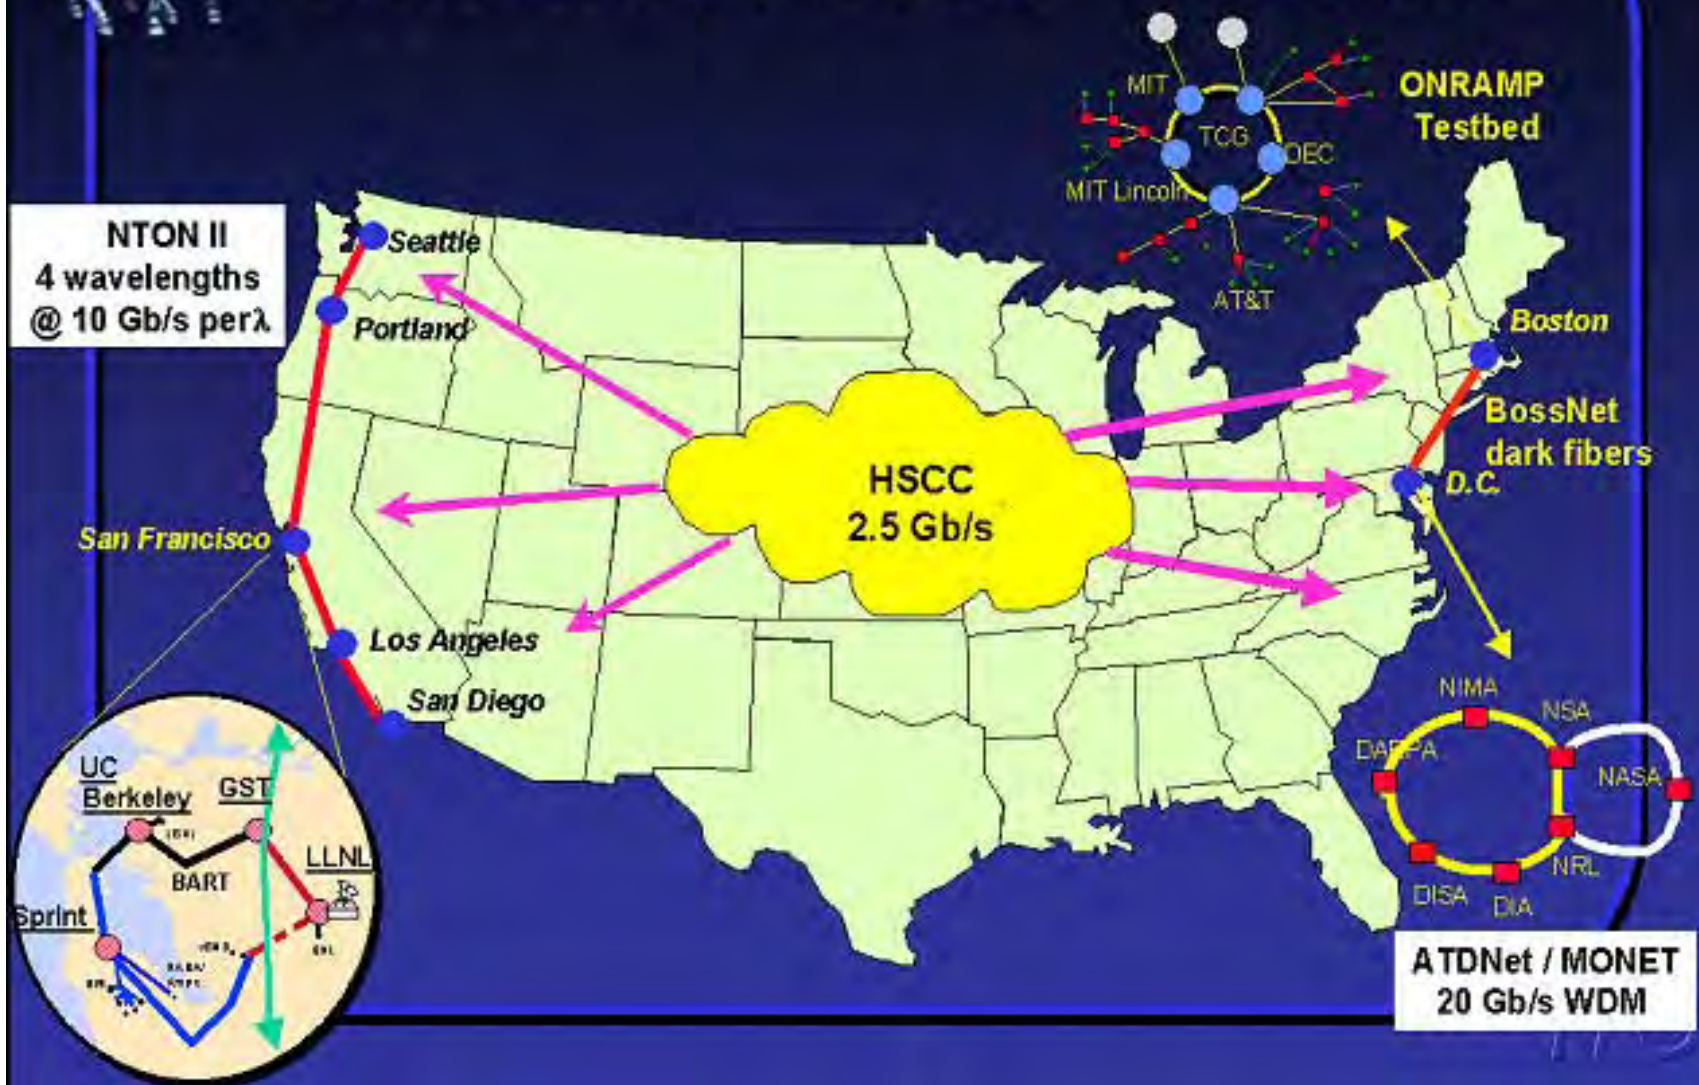 ONRAMP
Testbed
MIT
TCG
DEC
MIT Lincoln
AT&T
NTON II
4 wavelengths
@ 10 Gb/s perλ
Seattle
Portland
San Francisco
Los Angeles
San Diego
HSCC
2.5 Gb/s
Boston
BossNet
dark fibers
D.C.
UC
Berkeley
GST
LLNL
BART
Sprint
NIMA
NSA
DARPA
NASA
NRL
DISA
DIA
ATDNet / MONET
20 Gb/s WDM